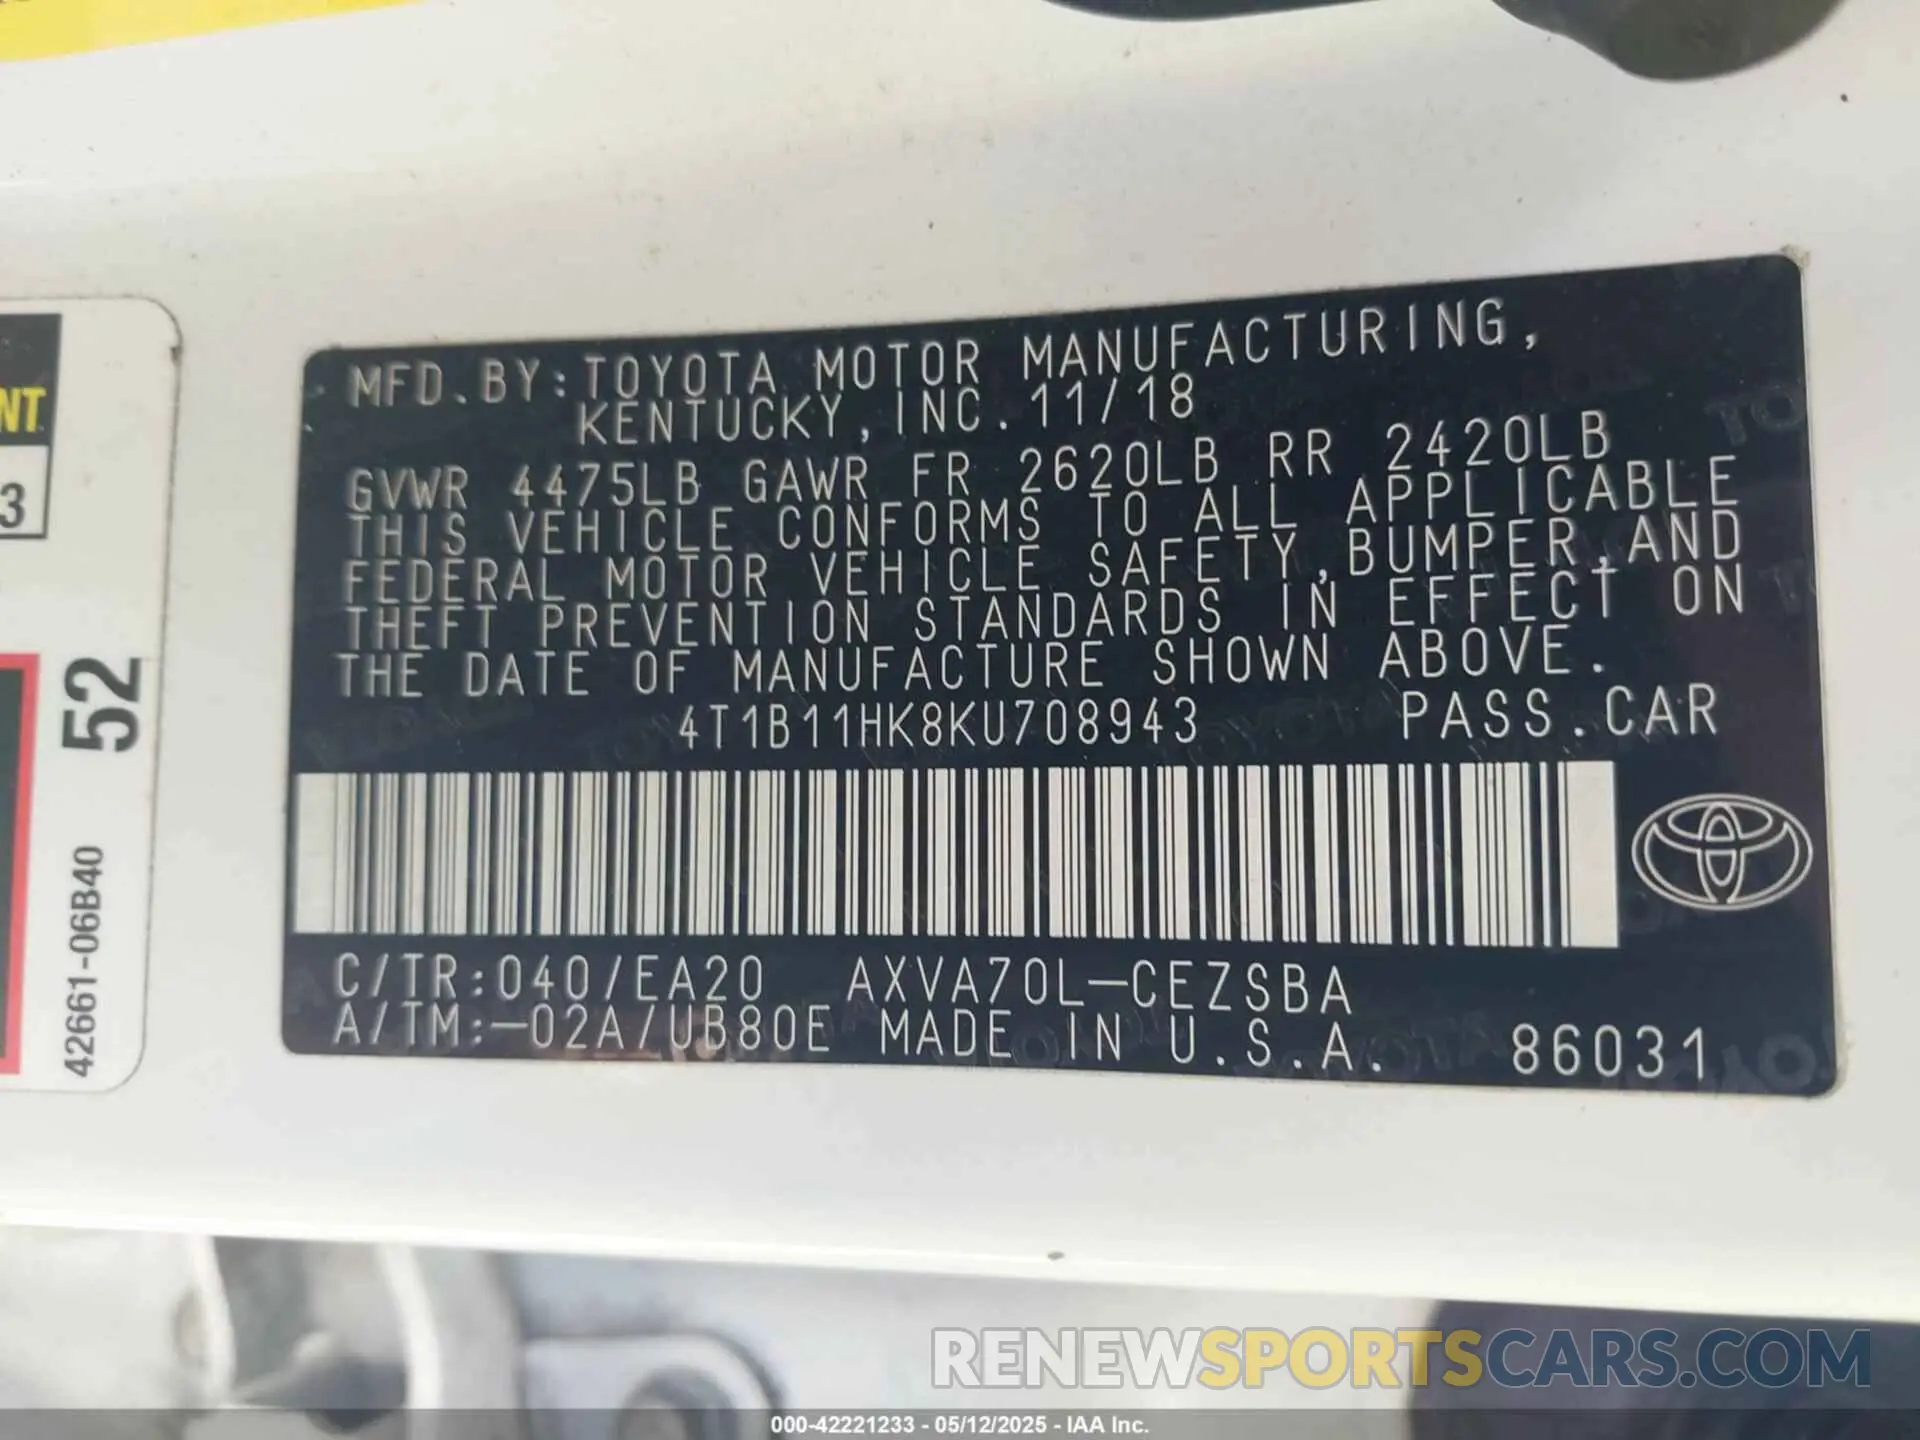 MFD.BY:TOYOTA MOTOR MANUFACTURING,
KENTUCKY,INC.11/18
GVWR 4475LB GAWR FR 2620LB RR 2420LB
THIS VEHICLE CONFORMS TO ALL APPLICABLE
FEDERAL MOTOR VEHICLE SAFETY,BUMPER,AND
THEFT PREVENTION STANDARDS IN EFFECT ON
THE DATE OF MANUFACTURE SHOWN ABOVE.
4T1B11HK8KU708943 PASS.CAR
C/TR:040/EA20 AXVA70L-CEZSBA
A/TM:-02A/UB80E MADE IN U.S.A. 86031
NT
3
52
42661-06B40
RENEWSPORTSCARS.COM
000-42221233 - 05/12/2025 - IAA Inc.